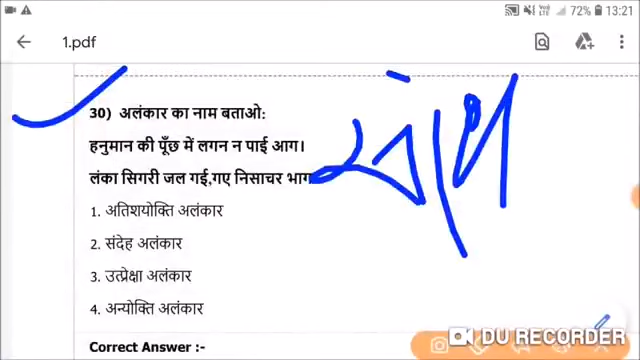 72% 13:21
1.pdf
30) अलंकार का नाम बताओ:
हनुमान की पूँछ में लगन न पाई आग।
लंका सिगरी जल गई,गए निसाचर भाग
1. अतिशयोक्ति अलंकार
2. संदेह अलंकार
3. उत्प्रेक्षा अलंकार
4. अन्योक्ति अलंकार
DU RECORDER
Correct Answer :-